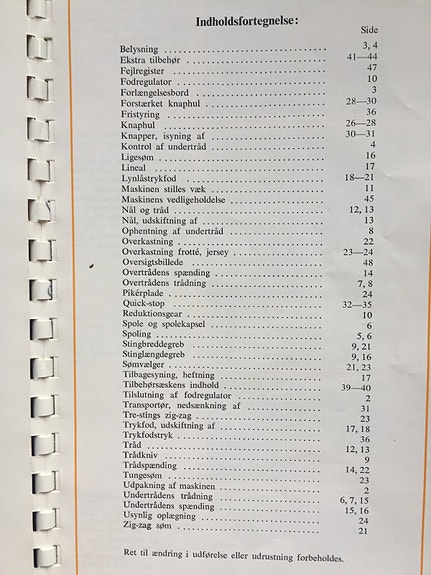 Indholdsfortegnelse:
Side
Belysning 3, 4
Ekstra tilbehør 41—44
Fejlregister 47
Fodregulator 10
Forlængelsesbord 3
Forstærket knaphul 28—30
Fristyring 36
Knaphul 26—28
Knapper, isyning af 30—31
Kontrol af undertråd 4
Ligesøm 16
Lineal 17
Lynlåstrykfod 18—21
Maskinen stilles væk 11
Maskinens vedligeholdelse 45
Nål og tråd 12, 13
Nål, udskiftning af 13
Ophentning af undertråd 8
Overkastning 22
Overkastning frotté, jersey 23—24
Oversigtsbillede 48
Overtrådens spænding 14
Overtrådens trådning 7, 8
Pikérplade 24
Quick-stop 32—35
Reduktionsgear 10
Spole og spolekapsel 6
Spoling 5, 6
Stingbreddegreb 9, 21
Stinglængdegreb 9, 16
Sømvælger 21, 23
Tilbagesyning, heftning 17
Tilbehørsæskens indhold 39—40
Tilslutning af fodregulator 2
Transportør, nedsænkning af 31
Tre-stings zig-zag 23
Trykfod, udskiftning af 17, 18
Trykfodstryk 36
Tråd 12, 13
Trådkniv 9
Trådspænding 14, 22
Tungesøm 23
Udpakning af maskinen 2
Undertrådens trådning 6, 7, 15
Undertrådens spænding 15, 16
Usynlig oplægning 24
Zig-zag søm 21
Ret til ændring i udførelse eller udrustning forbeholdes.